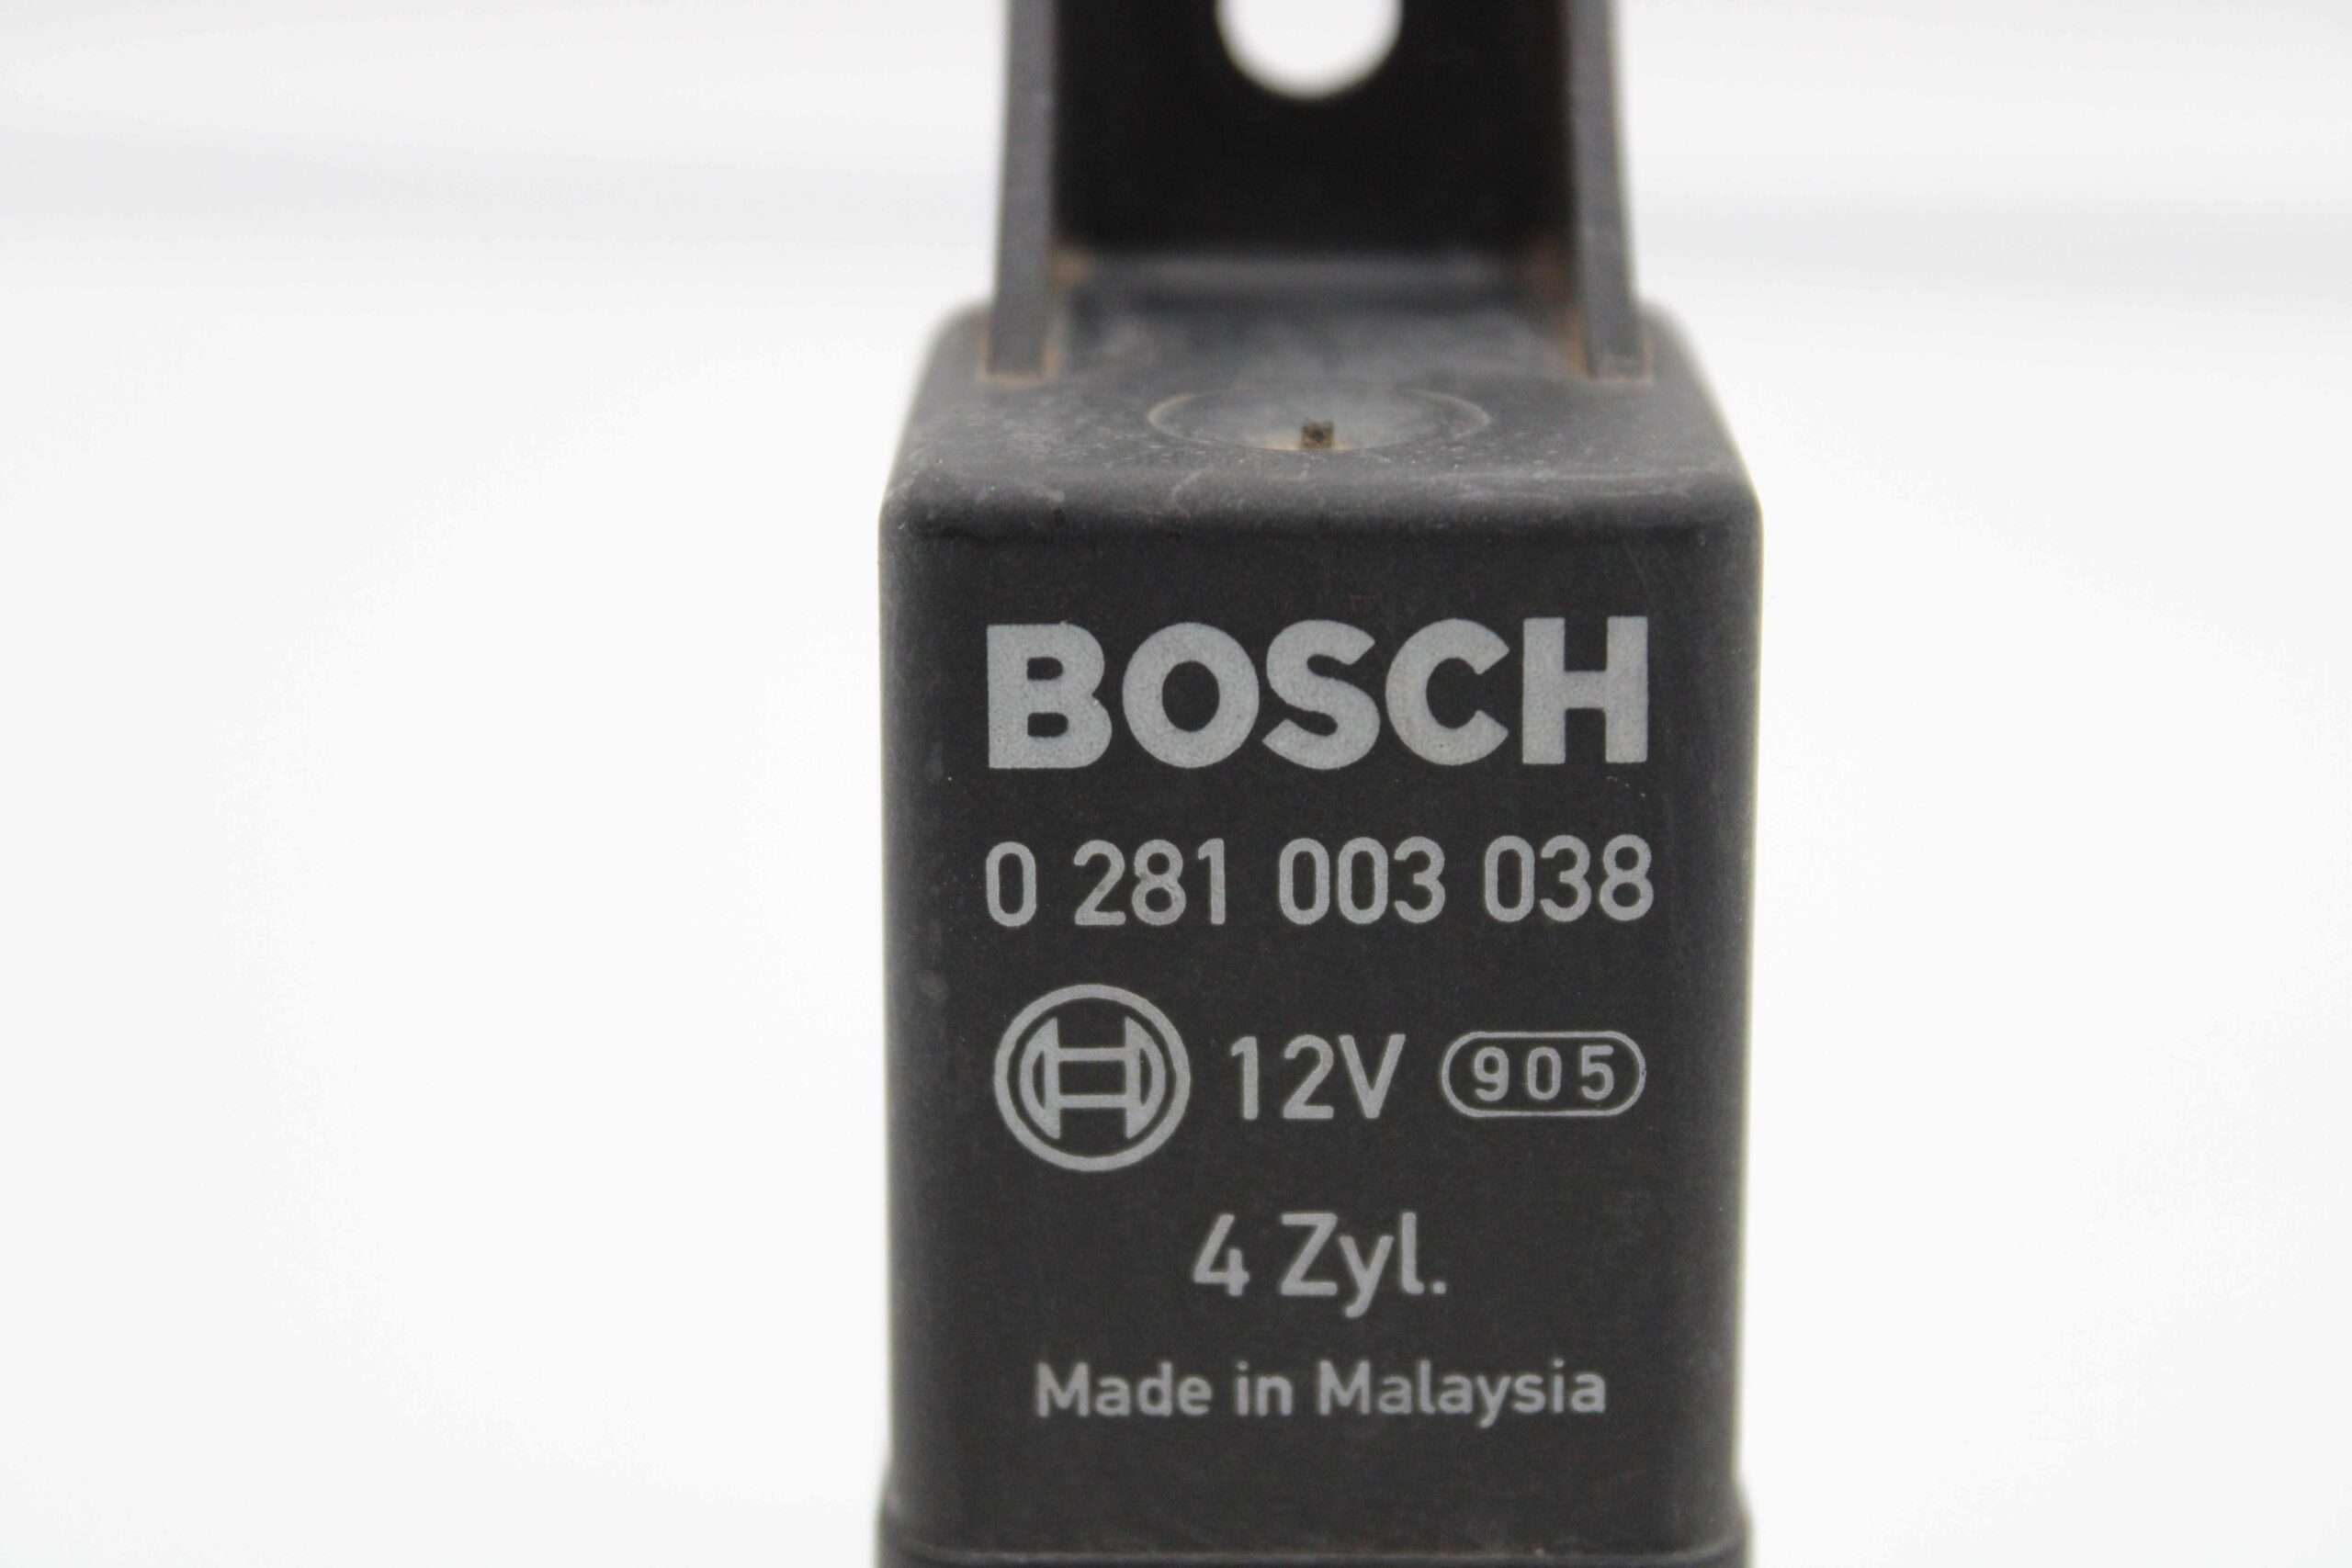 BOSCH
0 281 003 038
12V 905
4 Zyl.
Made in Malaysia